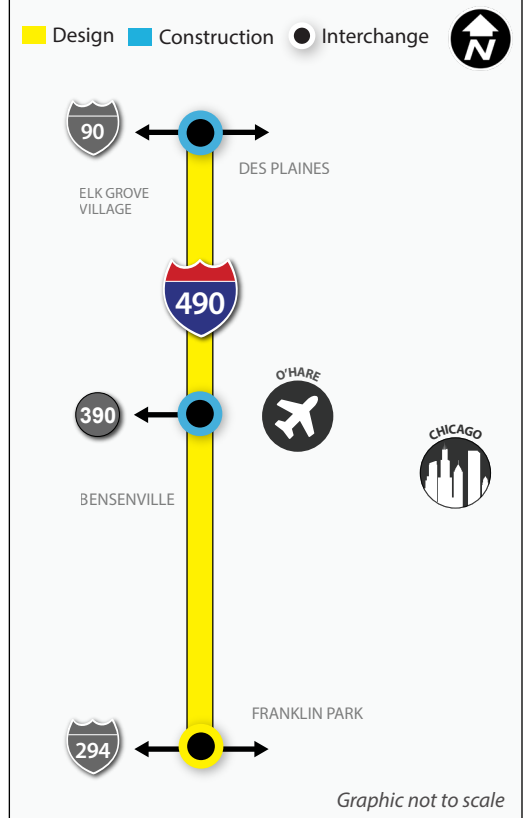 Design Construction Interchange
N
90
DES PLAINES
ELK GROVE
VILLAGE
490
O'HARE
390
CHICAGO
BENSENVILLE
FRANKLIN PARK
294
Graphic not to scale